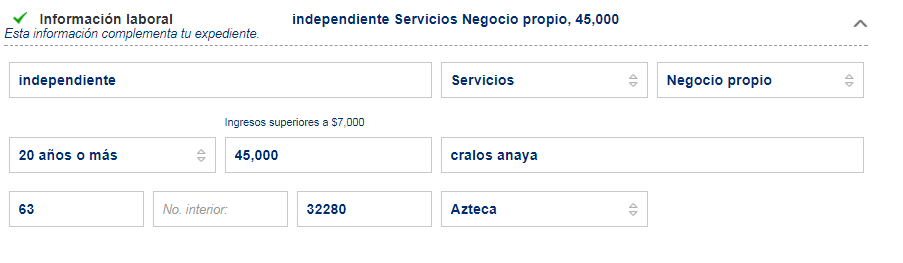 Información laboral independiente Servicios Negocio propio, 45,000
Esta información complementa tu expediente.
independiente Servicios Negocio propio
Ingresos superiores a $7,000
20 años o más 45,000 cralos anaya
63 No. interior: 32280 Azteca